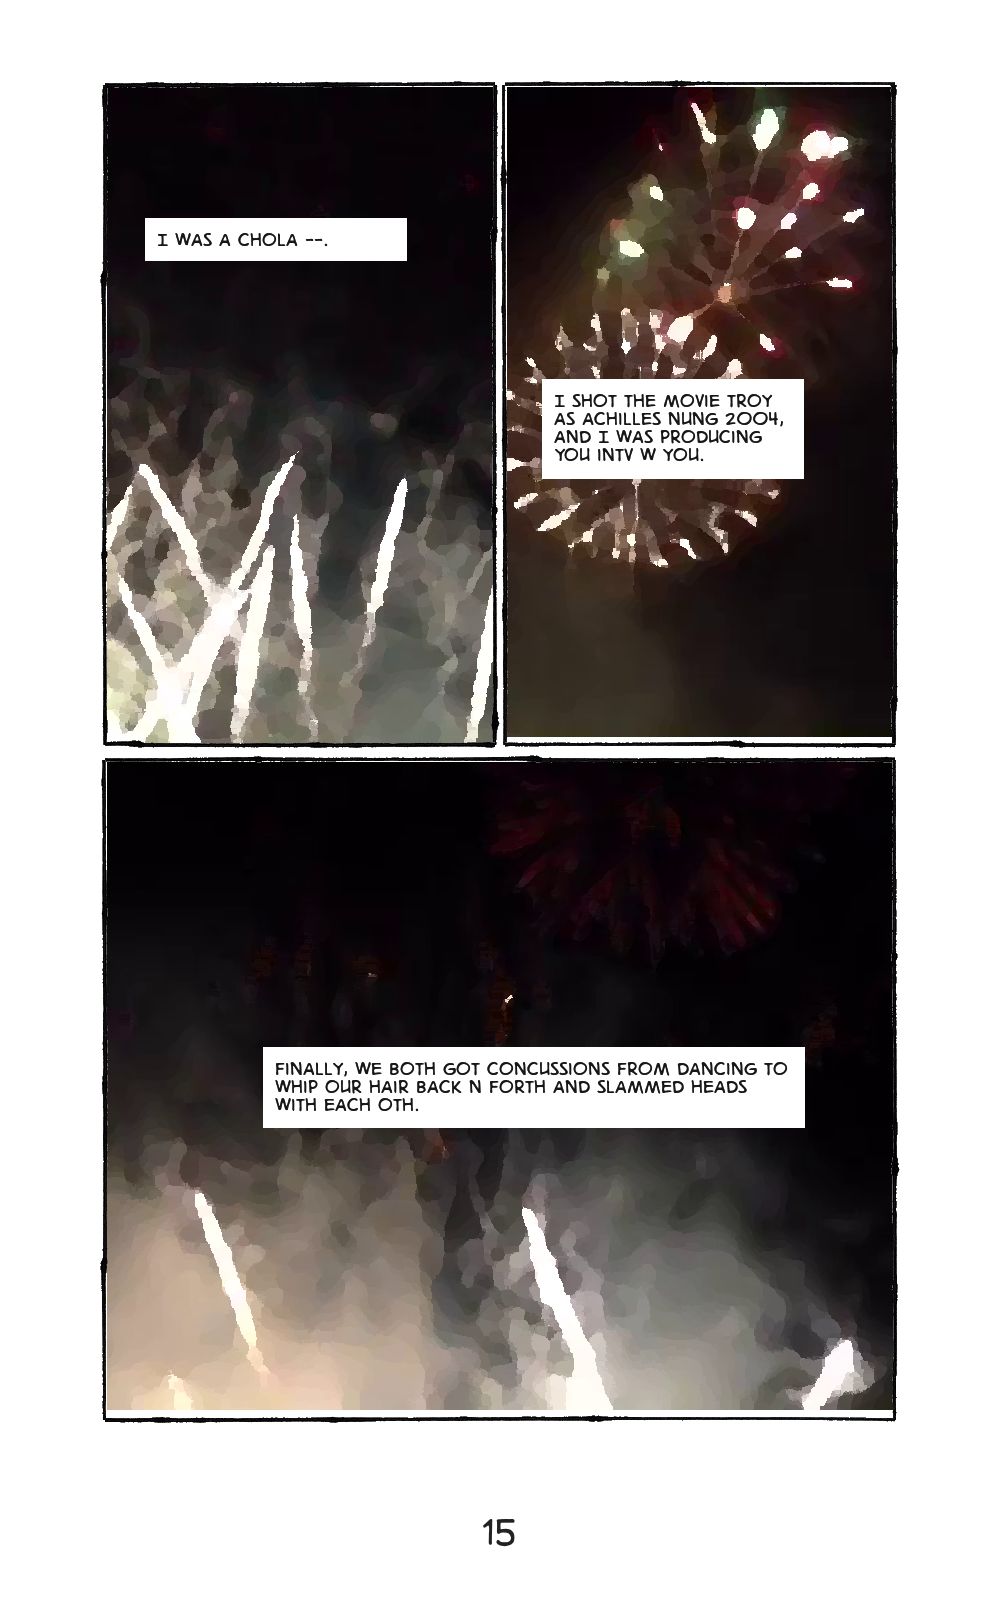 I WAS A CHOLA --.
I SHOT THE MOVIE TROY
AS ACHILLES NUNG 2004,
AND I WAS PRODUCING
YOU INTV W YOU.
FINALLY, WE BOTH GOT CONCUSSIONS FROM DANCING TO
WHIP OUR HAIR BACK N FORTH AND SLAMMED HEADS
WITH EACH OTH.
15